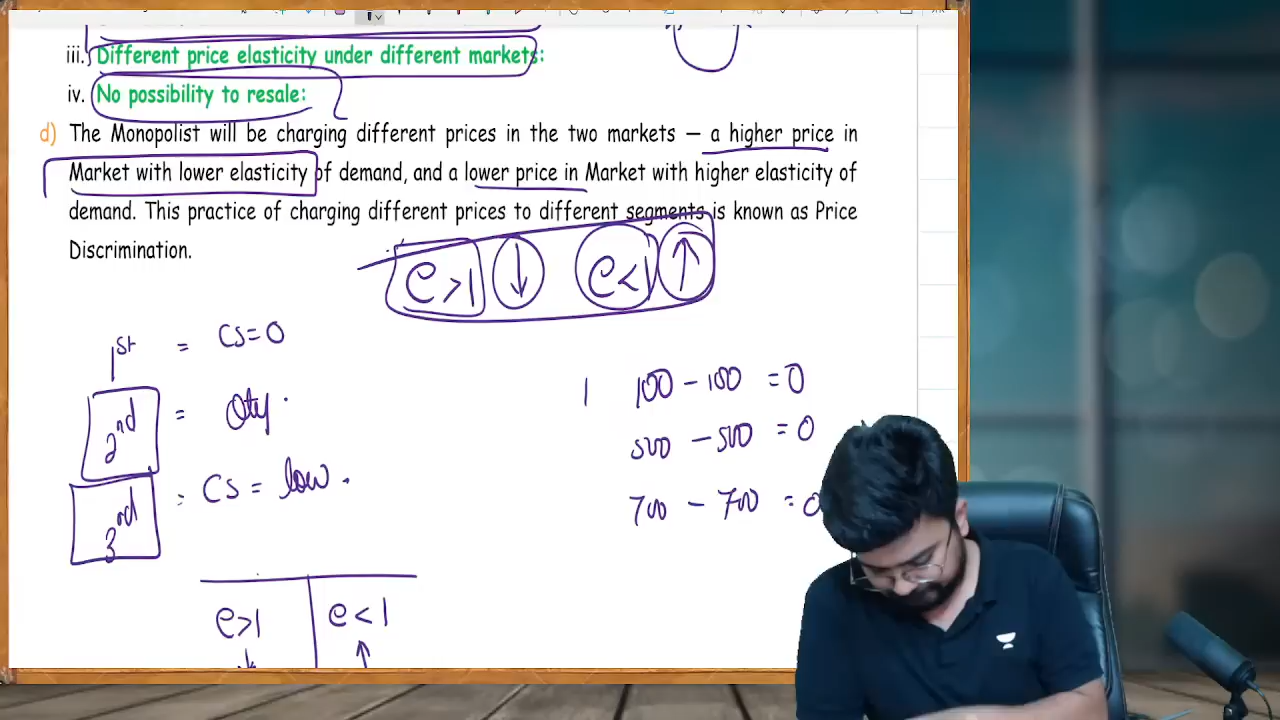 iii. Different price elasticity under different markets:
iv. No possibility to resale:
d) The Monopolist will be charging different prices in the two markets – a higher price in
Market with lower elasticity of demand, and a lower price in Market with higher elasticity of
demand. This practice of charging different prices to different segments is known as Price
Discrimination.
e>1 ↓ e<1 ↑
1st = CS=0
2nd = Qty.
3rd = CS = low.
1 100 - 100 = 0
500 - 500 = 0
700 - 700 = 0
e>1 e<1
↓ ↑